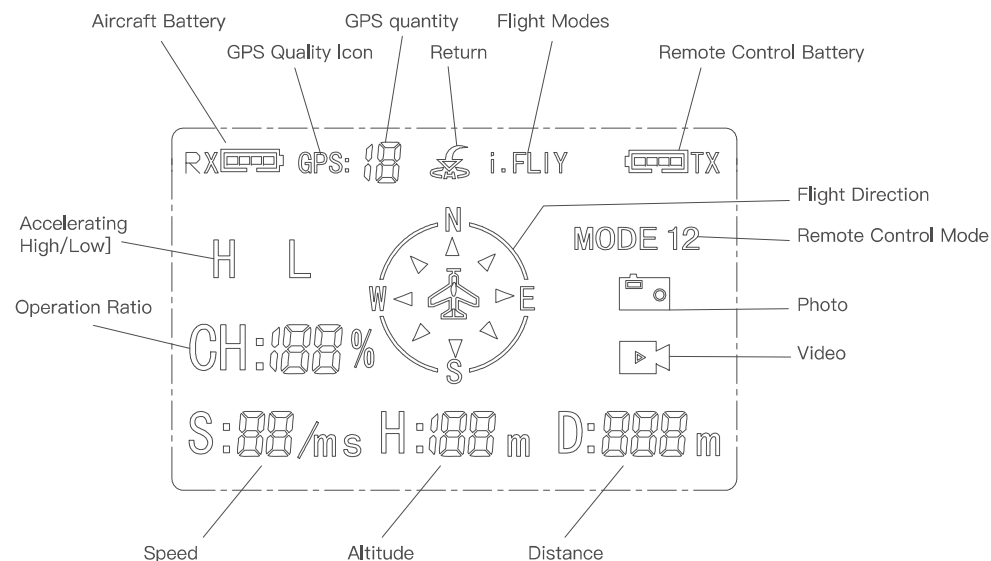 Aircraft Battery
GPS quantity
Flight Modes
GPS Quality Icon
Return
Remote Control Battery
RX GPS:18 i.FLIY TX
Flight Direction
Accelerating
High/Low]
H L
N
MODE 12
Remote Control Mode
W E
Operation Ratio
Photo
CH:188%
S
Video
S:88/ms H:188m D:888m
Speed
Altitude
Distance